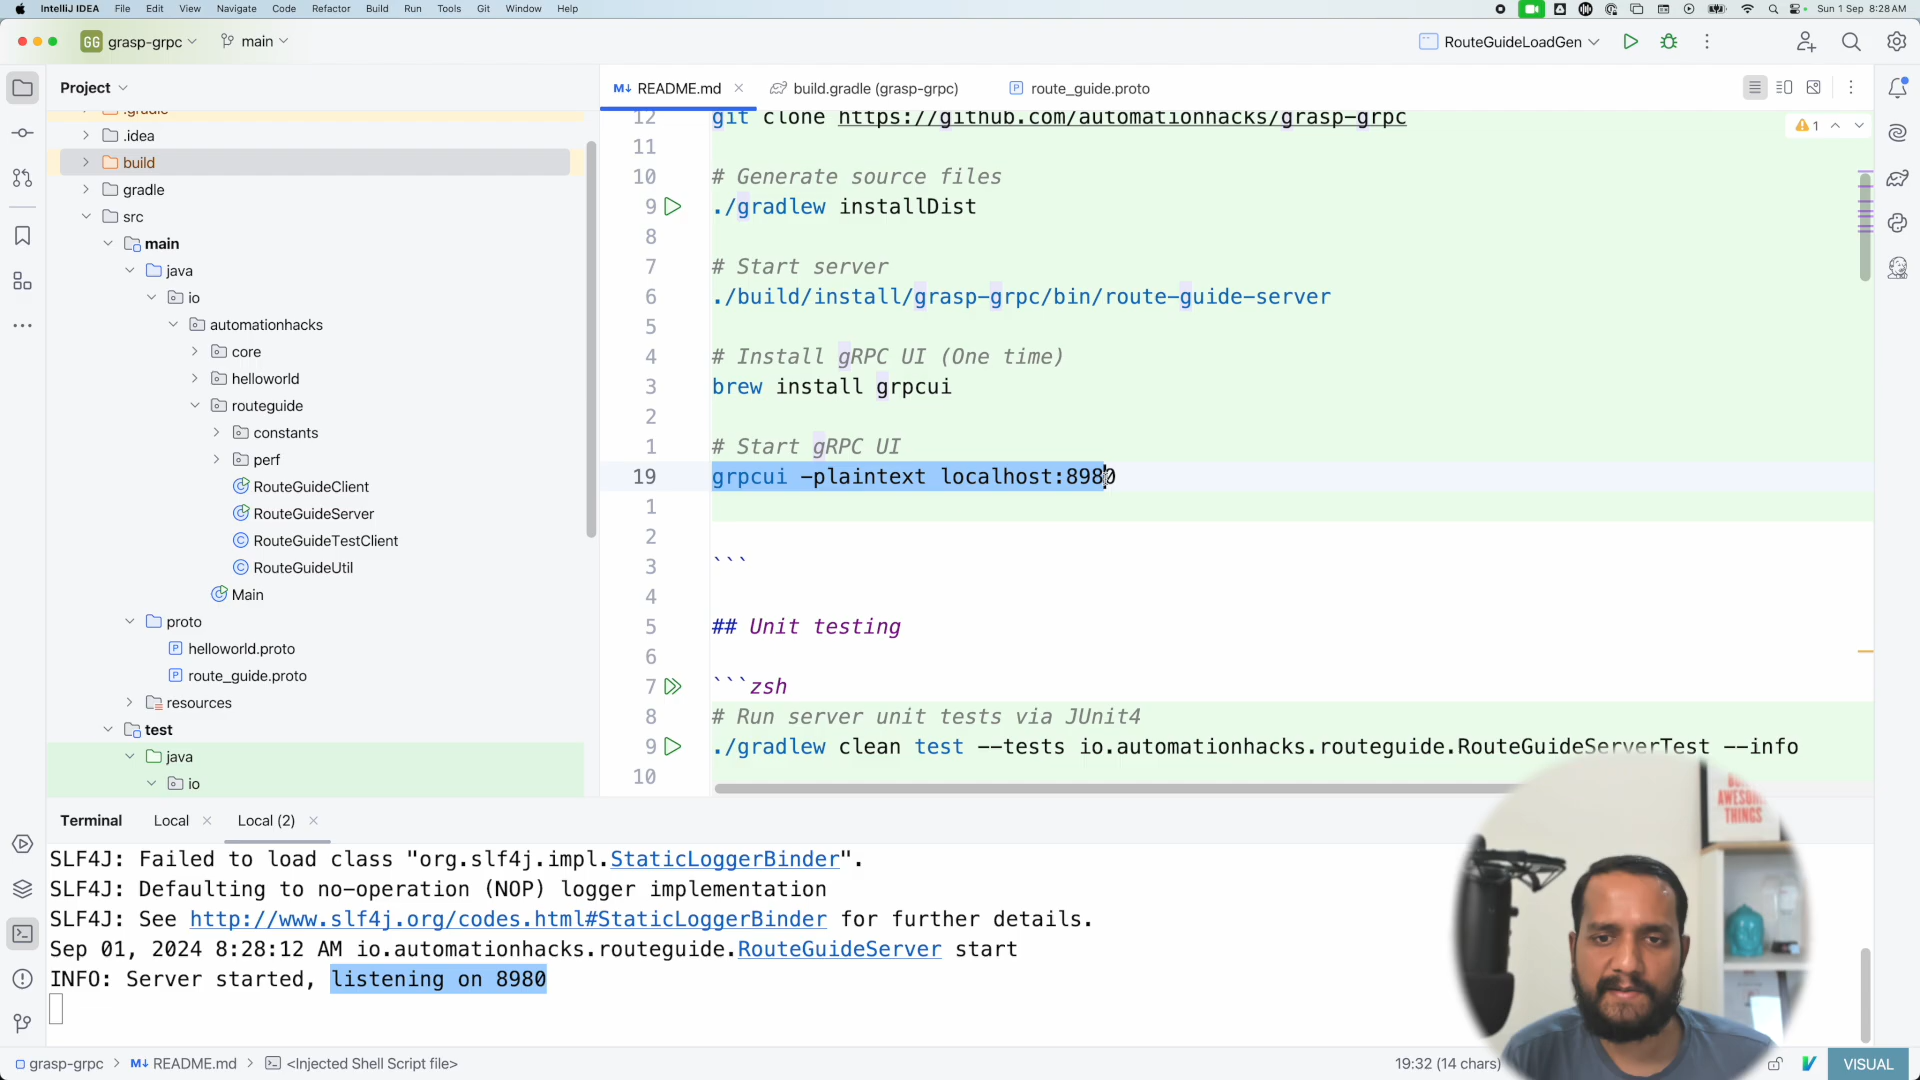 IntelliJ IDEA File Edit View Navigate Code Refactor Build Run Tools Git Window Help
Sun 1 Sep 8:28 AM
GG grasp-grpc main
RouteGuideLoadGen
Project
README.md build.gradle (grasp-grpc) route_guide.proto
.gradle
.idea
build
gradle
src
main
java
io
automationhacks
core
helloworld
routeguide
constants
perf
RouteGuideClient
RouteGuideServer
RouteGuideTestClient
RouteGuideUtil
Main
proto
helloworld.proto
route_guide.proto
resources
test
java
io
1
12 git clone https://github.com/automationhacks/grasp-grpc
11
10 # Generate source files
9 ./gradlew installDist
8
7 # Start server
6 ./build/install/grasp-grpc/bin/route-guide-server
5
4 # Install gRPC UI (One time)
3 brew install grpcui
2
1 # Start gRPC UI
19 grpcui -plaintext localhost:8980
1
2
3 ```
4
5 ## Unit testing
6
7 ```zsh
8 # Run server unit tests via JUnit4
9 ./gradlew clean test --tests io.automationhacks.routeguide.RouteGuideServerTest --info
10
Terminal Local Local (2)
SLF4J: Failed to load class "org.slf4j.impl.StaticLoggerBinder".
SLF4J: Defaulting to no-operation (NOP) logger implementation
SLF4J: See http://www.slf4j.org/codes.html#StaticLoggerBinder for further details.
Sep 01, 2024 8:28:12 AM io.automationhacks.routeguide.RouteGuideServer start
INFO: Server started, listening on 8980
AWESOME
THINGS
grasp-grpc > README.md > <Injected Shell Script file>
19:32 (14 chars)
VISUAL